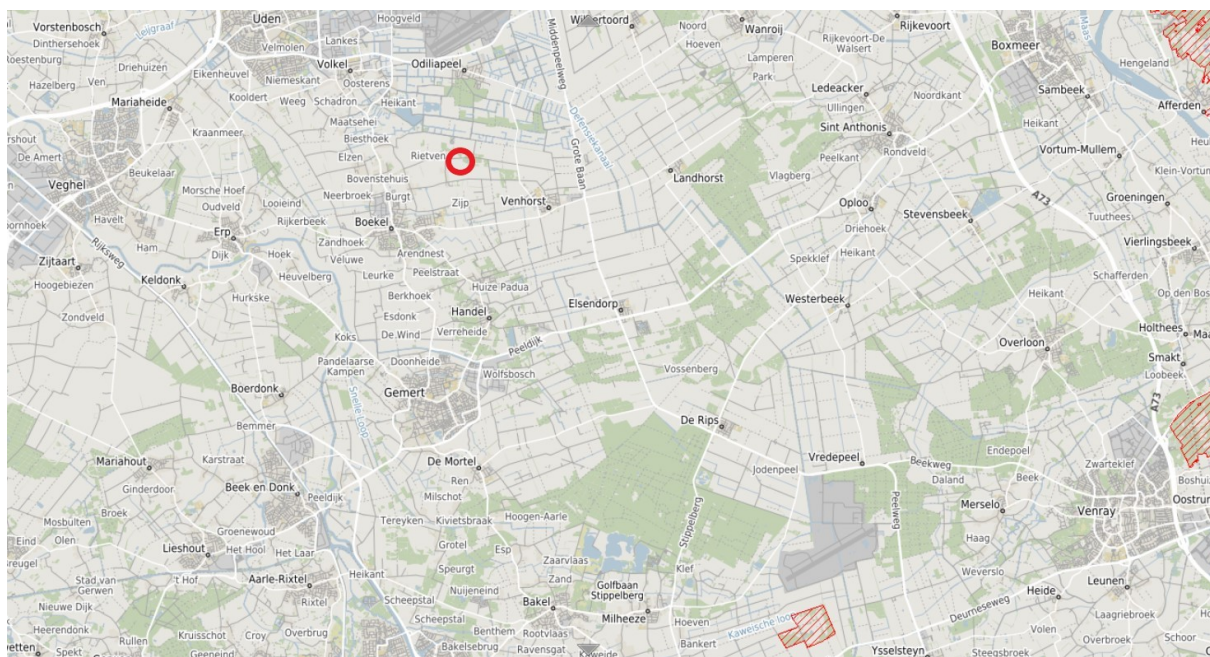 Vorstenbosch
Leijgraaf
Uden
Hoogveld
Wilbertoord
Noord
Rijkevoort
Maas
Dinthersehoek
Velmolen
Lankes
Middenpeelweg
Hoeven
Wanroij
Rijkevoort-De
Walsert
Boxmeer
Roestenburg
Driehuizen
Volkel
Odiliapeel
Lamperen
Hengeland
Hazelberg
Ven
Eikenheuvel
Niemeskant
Oosterens
Park
Ledeacker
Noordkant
Sambeek
Mariaheide
Kooldert
Weeg
Schadron
Heikant
Defensiekanaal
Ullingen
Afferden
Kraanmeer
Maatsehei
Biesthoek
Grote Baan
Sint Anthonis
Heikant
De Amert
Elzen
Rietven
Peelkant
Rondveld
Vortum-Mullem
Beukelaar
Bovenstehuis
Landhorst
Vlagberg
Klein-Vortum
Veghel
Morsche Hoef
Looieind
Neerbroek
Burgt
Zijp
Venhorst
A73
Groeningen
Havelt
Oudveld
Rijkerbeek
Boekel
Oploo
Stevensbeek
Tuuthees
Erp
Zandhoek
Arendnest
Driehoek
Vierlingsbeek
Rijksweg
Ham
Dijk
Hoek
Veluwe
Heikant
Zijtaart
Keldonk
Heuvelberg
Leurke
Peelstraat
Spekklef
Schafferden
Hoogebiezen
Hurkske
Berkhoek
Huize Padua
Elsendorp
Westerbeek
Heikant
Zondveld
Esdonk
Handel
Holthees
Koks
De Wind
Verreheide
Peeldijk
Overloon
Smakt
Pandelaarse
Kampen
Doonheide
Wolfsbosch
Vossenberg
Loobeek
Boerdonk
Snelle Loop
Gemert
A73
Bemmer
De Rips
Mariahout
Karstraat
De Mortel
Vredepeel
Beekweg
Endepoel
Zwarteklef
Ginderdoor
Beek en Donk
Ren
Jodenpeel
Daland
Beek
Peeldijk
Milschot
Stippelberg
Peelweg
Merselo
Venray
Broek
Mosbulten
Groenewoud
Tereyken
Kivietsbraak
Hoogen-Aarle
Eind
Olen
Lieshout
Het Hool
Het Laar
Grotel
Esp
Zaarvlaas
Haag
Stad van
Gerwen
't Hof
Aarle-Rixtel
Heikant
Speurgt
Zand
Golfbaan
Stippelberg
Klef
Weverslo
Leunen
Nieuwe Dijk
Rixtel
Scheepstal
Nuijeneind
Bakel
Milheeze
Hoeven
Deurneseweg
Heide
Laagriebroek
Heerendonk
Rullen
Kruisschot
Croy
Overbrug
Scheepstal
Benthem
Rootvlaas
Kaweische loop
Volen
Overbroek
Schoor
Spekt
Geeneind
Bakelsebrug
Ravensgat
Kaweide
Bankert
Ysselsteyn
Steegsbroek